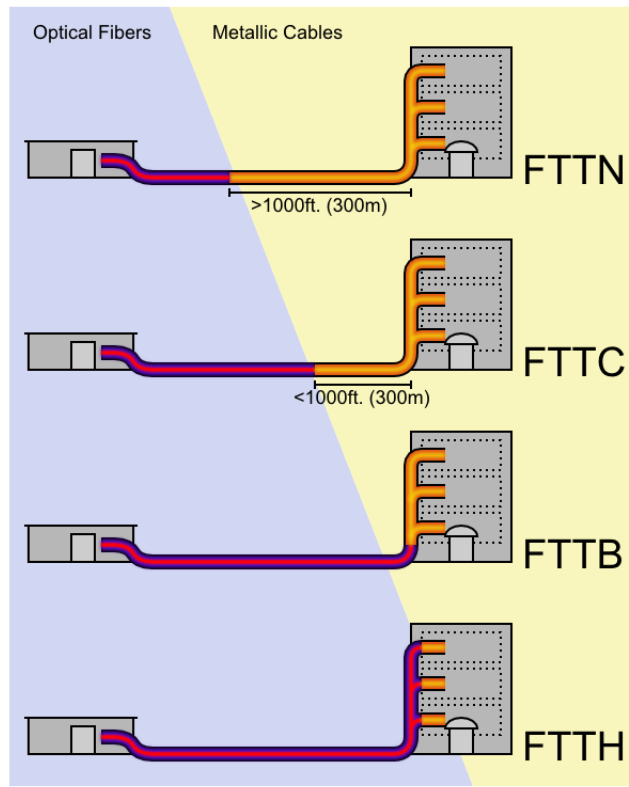 Optical Fibers
Metallic Cables
FTTN
>1000ft. (300m)
FTTC
<1000ft. (300m)
FTTB
FTTH